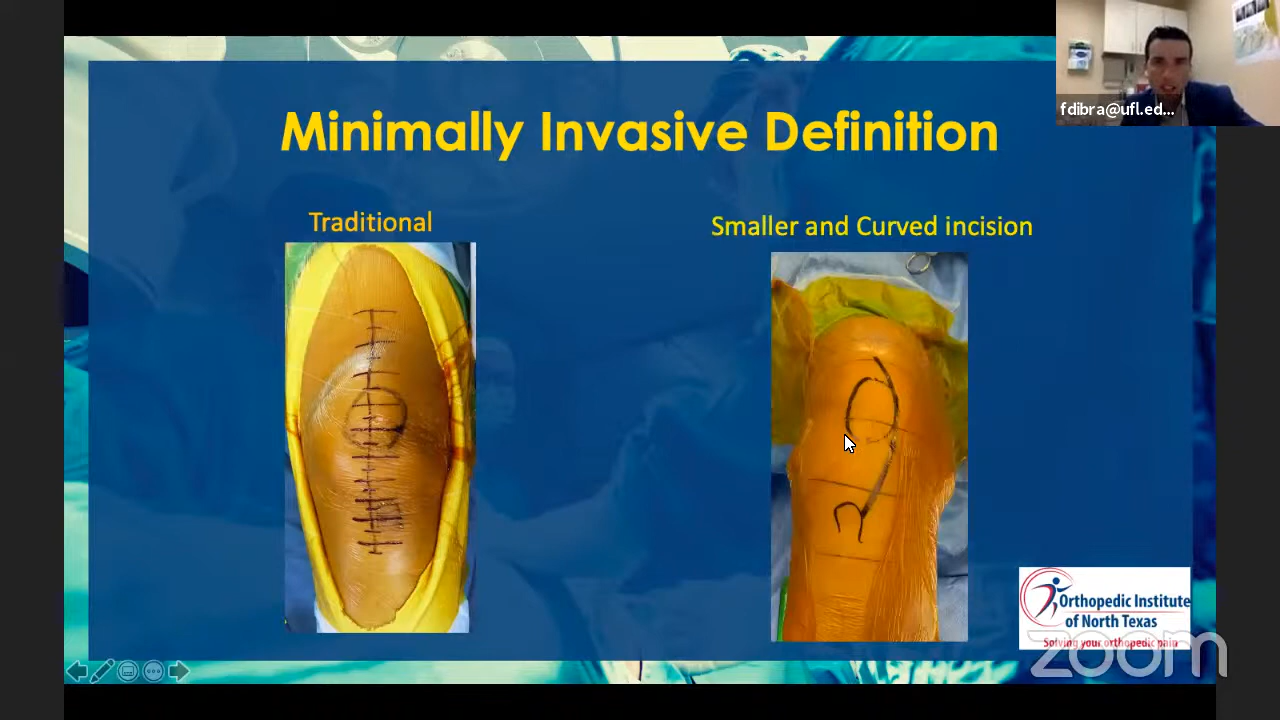 Minimally Invasive Definition
fdibra@ufl.ed...
Traditional
Smaller and Curved incision
Orthopedic Institute
of North Texas
Solving your orthopedic pain
zoom